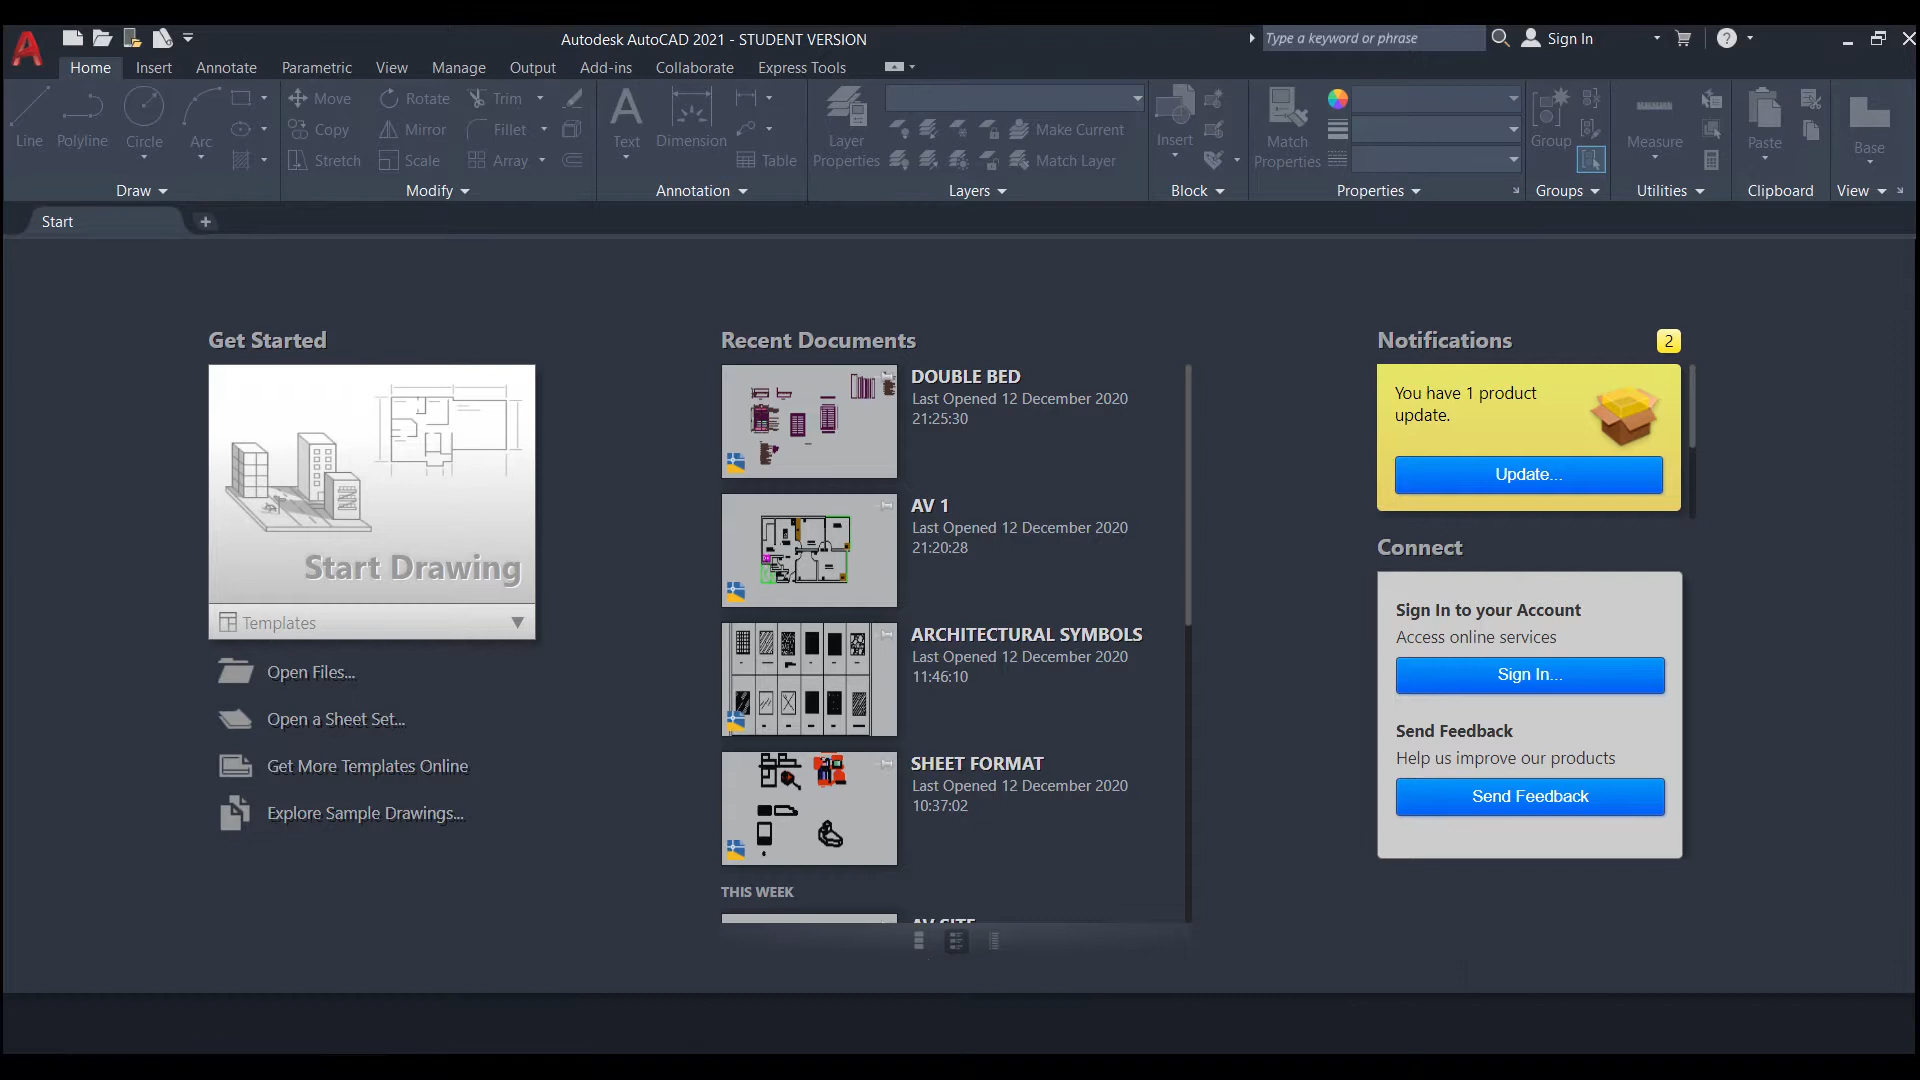 Autodesk AutoCAD 2021 - STUDENT VERSION
Type a keyword or phrase
Sign In
Home
Insert
Annotate
Parametric
View
Manage
Output
Add-ins
Collaborate
Express Tools
Line
Polyline
Circle
Arc
Draw
Move
Rotate
Trim
Copy
Mirror
Fillet
Stretch
Scale
Array
Modify
Text
Dimension
Table
Annotation
Layer
Properties
Make Current
Match Layer
Layers
Insert
Block
Match
Properties
Properties
Group
Groups
Measure
Utilities
Paste
Clipboard
Base
View
Start
Get Started
Start Drawing
Templates
Open Files...
Open a Sheet Set...
Get More Templates Online
Explore Sample Drawings...
Recent Documents
DOUBLE BED
Last Opened 12 December 2020
21:25:30
AV 1
Last Opened 12 December 2020
21:20:28
ARCHITECTURAL SYMBOLS
Last Opened 12 December 2020
11:46:10
SHEET FORMAT
Last Opened 12 December 2020
10:37:02
THIS WEEK
AV SITE
Notifications
2
You have 1 product
update.
Update...
Connect
Sign In to your Account
Access online services
Sign In...
Send Feedback
Help us improve our products
Send Feedback